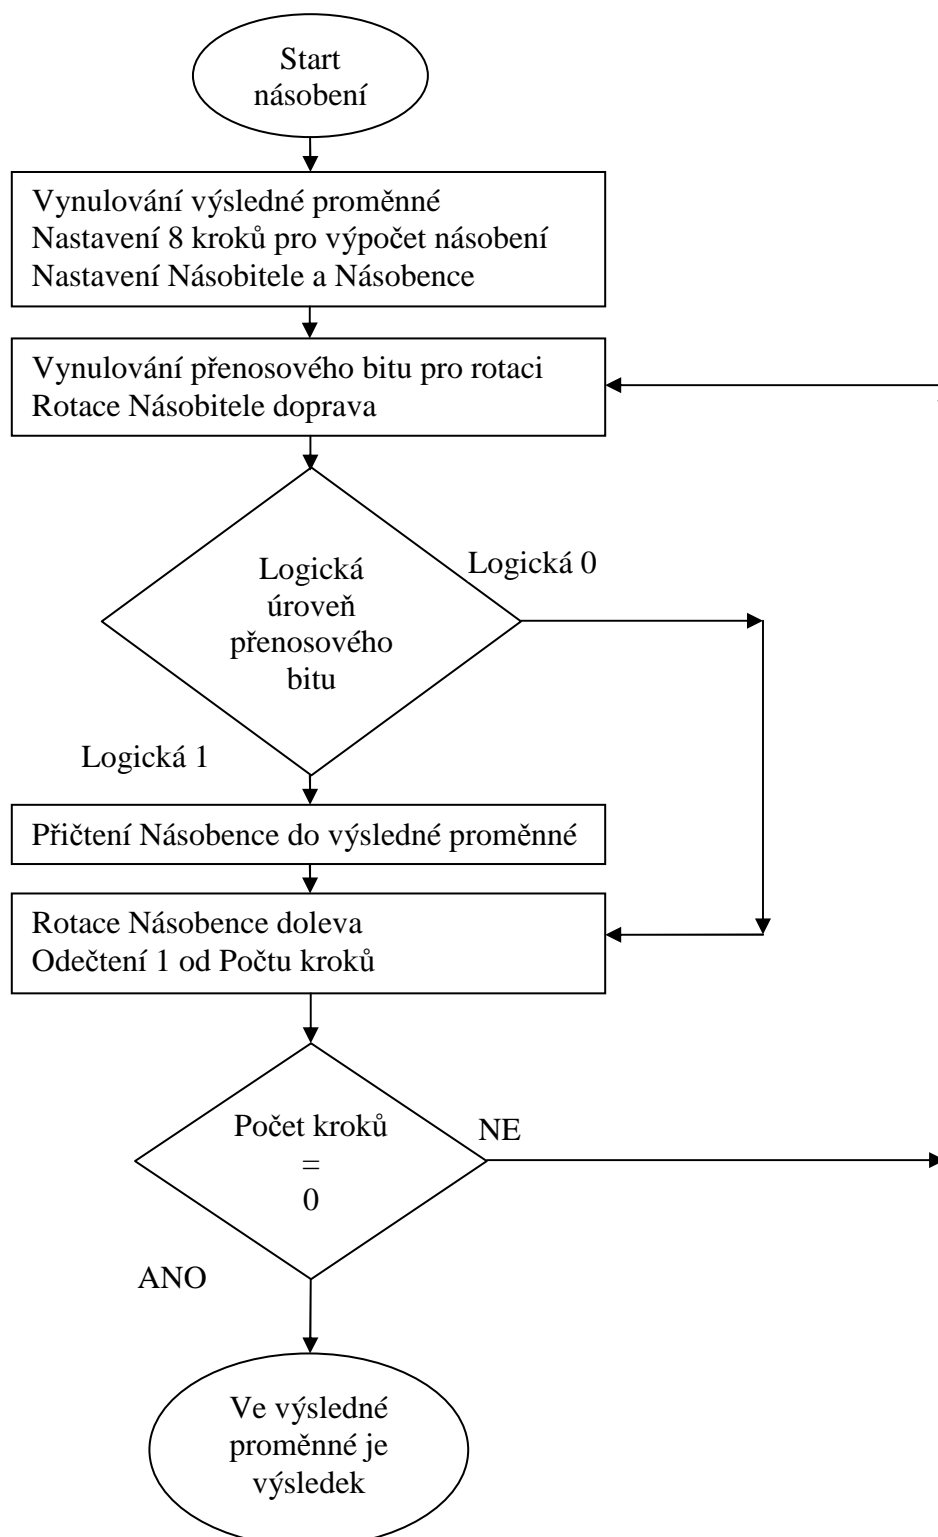 Start
násobení
Vynulování výsledné proměnné
Nastavení 8 kroků pro výpočet násobení
Nastavení Násobitele a Násobence
Vynulování přenosového bitu pro rotaci
Rotace Násobitele doprava
Logická 0
Logická
úroveň
přenosového
bitu
Logická 1
Přičtení Násobence do výsledné proměnné
Rotace Násobence doleva
Odečtení 1 od Počtu kroků
Počet kroků
=
0
NE
ANO
Ve výsledné
proměnné je
výsledek